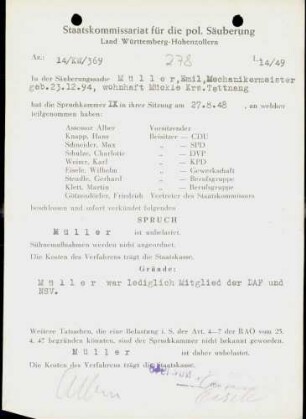 Staatskommissariat für die pol. Säuberung
Land Württemberg-Hohenzollern
Az.: 14/KW/369 278 L 14/49
In der Säuberungssache Müller, Emil, Mechanikermeister
geb. 23.12.94, wohnhaft Mückle Krs. Tettnang
hat die Spruchkammer IX in ihrer Sitzung am 27.8.48, an welcher
teilgenommen haben:
Assessor Alber Vorsitzender
Knapp, Hans Beisitzer — CDU
Schneider, Max „ — SPD
Schulze, Charlotte „ — DVP
Weiner, Karl „ — KPD
Eisele, Wilhelm „ — Gewerkschaft
Steudle, Gerhard „ — Berufsgruppe
Klett, Martin „ — Berufsgruppe
Friedrich Vertreter des Staatskommissars
beschlossen und sofort verkündet folgenden
SPRUCH
Müller ist unbelastet.
Sühnemaßnahmen wurden nicht angeordnet.
Die Kosten des Verfahrens trägt die Staatskasse.
Gründe:
Müller war lediglich Mitglied der DAF und
NSV.
Weitere Tatsachen, die eine Belastung i. S. der Art. 4–7 der RAO vom 25.
4. 47 begründen könnten, sind der Spruchkammer nicht bekannt geworden.
Müller ist daher unbelastet.
Die Kosten des Verfahrens trägt die Staatskasse.